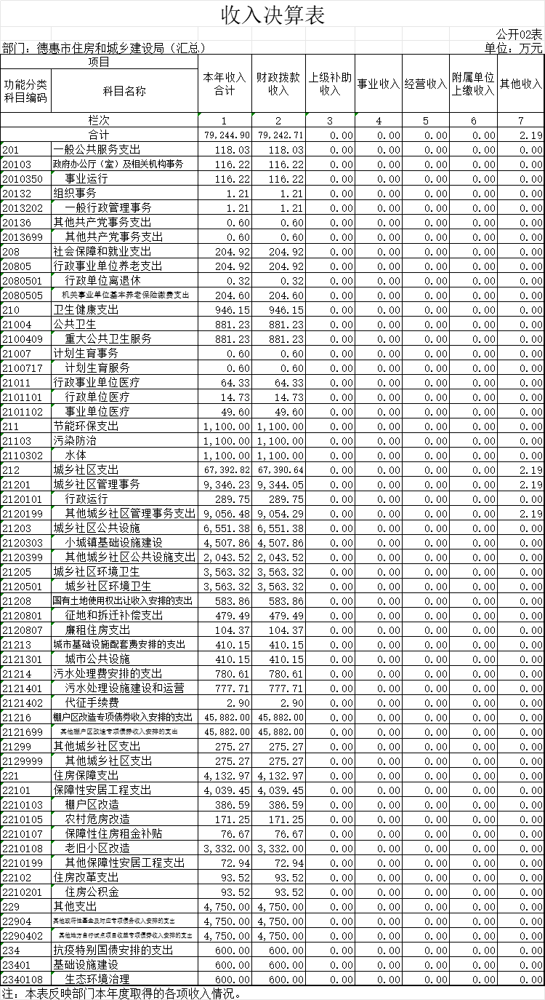 收入决算表
公开02表
部门：德惠市住房和城乡建设局（汇总） 单位：万元
项目 本年收入合计 财政拨款收入 上级补助收入 事业收入 经营收入 附属单位上缴收入 其他收入
功能分类科目编码 科目名称
栏次 1 2 3 4 5 6 7
合计 79,244.90 79,242.71 0.00 0.00 0.00 0.00 2.19
201 一般公共服务支出 118.03 118.03 0.00 0.00 0.00 0.00 0.00
20103 政府办公厅（室）及相关机构事务 116.22 116.22 0.00 0.00 0.00 0.00 0.00
2010350 事业运行 116.22 116.22 0.00 0.00 0.00 0.00 0.00
20132 组织事务 1.21 1.21 0.00 0.00 0.00 0.00 0.00
2013202 一般行政管理事务 1.21 1.21 0.00 0.00 0.00 0.00 0.00
20136 其他共产党事务支出 0.60 0.60 0.00 0.00 0.00 0.00 0.00
2013699 其他共产党事务支出 0.60 0.60 0.00 0.00 0.00 0.00 0.00
208 社会保障和就业支出 204.92 204.92 0.00 0.00 0.00 0.00 0.00
20805 行政事业单位养老支出 204.92 204.92 0.00 0.00 0.00 0.00 0.00
2080501 行政单位离退休 0.32 0.32 0.00 0.00 0.00 0.00 0.00
2080505 机关事业单位基本养老保险缴费支出 204.60 204.60 0.00 0.00 0.00 0.00 0.00
210 卫生健康支出 946.15 946.15 0.00 0.00 0.00 0.00 0.00
21004 公共卫生 881.23 881.23 0.00 0.00 0.00 0.00 0.00
2100409 重大公共卫生服务 881.23 881.23 0.00 0.00 0.00 0.00 0.00
21007 计划生育事务 0.60 0.60 0.00 0.00 0.00 0.00 0.00
2100717 计划生育服务 0.60 0.60 0.00 0.00 0.00 0.00 0.00
21011 行政事业单位医疗 64.33 64.33 0.00 0.00 0.00 0.00 0.00
2101101 行政单位医疗 14.73 14.73 0.00 0.00 0.00 0.00 0.00
2101102 事业单位医疗 49.60 49.60 0.00 0.00 0.00 0.00 0.00
211 节能环保支出 1,100.00 1,100.00 0.00 0.00 0.00 0.00 0.00
21103 污染防治 1,100.00 1,100.00 0.00 0.00 0.00 0.00 0.00
2110302 水体 1,100.00 1,100.00 0.00 0.00 0.00 0.00 0.00
212 城乡社区支出 67,392.82 67,390.64 0.00 0.00 0.00 0.00 2.19
21201 城乡社区管理事务 9,346.23 9,344.05 0.00 0.00 0.00 0.00 2.19
2120101 行政运行 289.75 289.75 0.00 0.00 0.00 0.00 0.00
2120199 其他城乡社区管理事务支出 9,056.48 9,054.29 0.00 0.00 0.00 0.00 2.19
21203 城乡社区公共设施 6,551.38 6,551.38 0.00 0.00 0.00 0.00 0.00
2120303 小城镇基础设施建设 4,507.86 4,507.86 0.00 0.00 0.00 0.00 0.00
2120399 其他城乡社区公共设施支出 2,043.52 2,043.52 0.00 0.00 0.00 0.00 0.00
21205 城乡社区环境卫生 3,563.32 3,563.32 0.00 0.00 0.00 0.00 0.00
2120501 城乡社区环境卫生 3,563.32 3,563.32 0.00 0.00 0.00 0.00 0.00
21208 国有土地使用权出让收入安排的支出 583.86 583.86 0.00 0.00 0.00 0.00 0.00
2120801 征地和拆迁补偿支出 479.49 479.49 0.00 0.00 0.00 0.00 0.00
2120807 廉租住房支出 104.37 104.37 0.00 0.00 0.00 0.00 0.00
21213 城市基础设施配套费安排的支出 410.15 410.15 0.00 0.00 0.00 0.00 0.00
2121301 城市公共设施 410.15 410.15 0.00 0.00 0.00 0.00 0.00
21214 污水处理费安排的支出 780.61 780.61 0.00 0.00 0.00 0.00 0.00
2121401 污水处理设施建设和运营 777.71 777.71 0.00 0.00 0.00 0.00 0.00
2121402 代征手续费 2.90 2.90 0.00 0.00 0.00 0.00 0.00
21216 棚户区改造专项债券收入安排的支出 45,882.00 45,882.00 0.00 0.00 0.00 0.00 0.00
2121699 其他棚户区改造专项债券收入安排的支出 45,882.00 45,882.00 0.00 0.00 0.00 0.00 0.00
21299 其他城乡社区支出 275.27 275.27 0.00 0.00 0.00 0.00 0.00
2129999 其他城乡社区支出 275.27 275.27 0.00 0.00 0.00 0.00 0.00
221 住房保障支出 4,132.97 4,132.97 0.00 0.00 0.00 0.00 0.00
22101 保障性安居工程支出 4,039.45 4,039.45 0.00 0.00 0.00 0.00 0.00
2210103 棚户区改造 386.59 386.59 0.00 0.00 0.00 0.00 0.00
2210105 农村危房改造 171.25 171.25 0.00 0.00 0.00 0.00 0.00
2210107 保障性住房租金补贴 76.67 76.67 0.00 0.00 0.00 0.00 0.00
2210108 老旧小区改造 3,332.00 3,332.00 0.00 0.00 0.00 0.00 0.00
2210199 其他保障性安居工程支出 72.94 72.94 0.00 0.00 0.00 0.00 0.00
22102 住房改革支出 93.52 93.52 0.00 0.00 0.00 0.00 0.00
2210201 住房公积金 93.52 93.52 0.00 0.00 0.00 0.00 0.00
229 其他支出 4,750.00 4,750.00 0.00 0.00 0.00 0.00 0.00
22904 其他政府性基金及对应专项债务收入安排的支出 4,750.00 4,750.00 0.00 0.00 0.00 0.00 0.00
2290402 其他地方自行试点项目收益专项债券收入安排的支出 4,750.00 4,750.00 0.00 0.00 0.00 0.00 0.00
234 抗疫特别国债安排的支出 600.00 600.00 0.00 0.00 0.00 0.00 0.00
23401 基础设施建设 600.00 600.00 0.00 0.00 0.00 0.00 0.00
2340108 生态环境治理 600.00 600.00 0.00 0.00 0.00 0.00 0.00
注：本表反映部门本年度取得的各项收入情况。